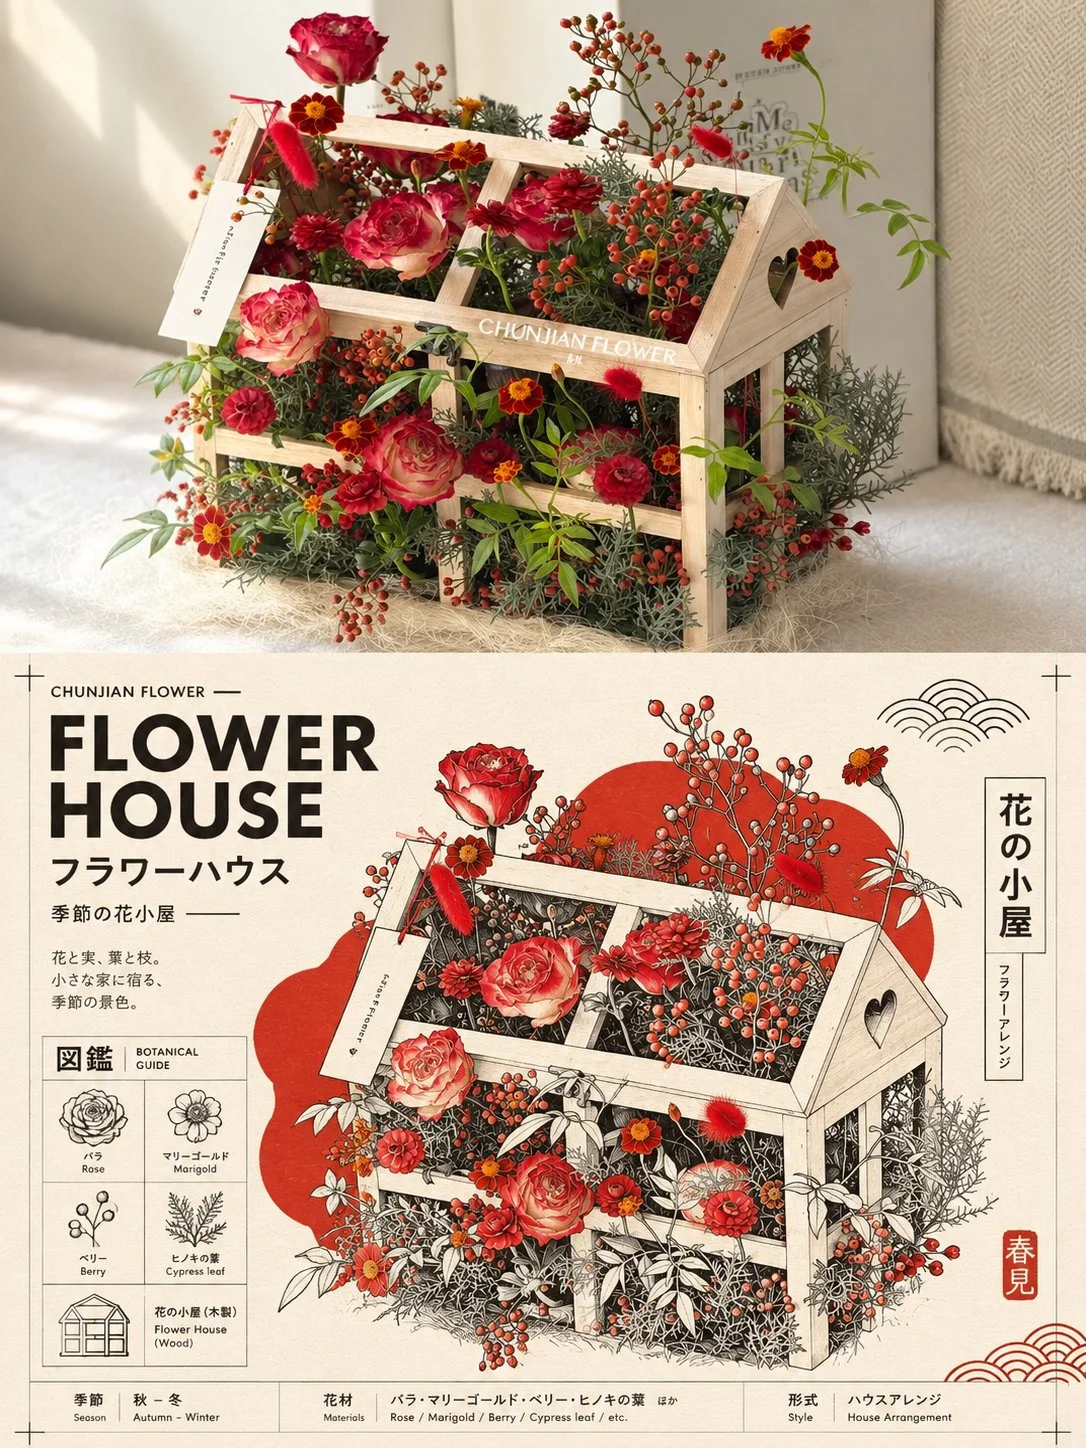 CHUNJIAN FLOWER
CHUNJIAN FLOWER
FLOWER
HOUSE
フラワーハウス
季節の花小屋
花と実、葉と枝。
小さな家に宿る、
季節の景色。
図鑑
BOTANICAL
GUIDE
バラ
Rose
マリーゴールド
Marigold
ベリー
Berry
ヒノキの葉
Cypress leaf
花の小屋(木製)
Flower House
(Wood)
花の小屋
フラワーアレンジ
春見
季節
Season
秋 – 冬
Autumn – Winter
花材
Materials
バラ・マリーゴールド・ベリー・ヒノキの葉 ほか
Rose / Marigold / Berry / Cypress leaf / etc.
形式
Style
ハウスアレンジ
House Arrangement